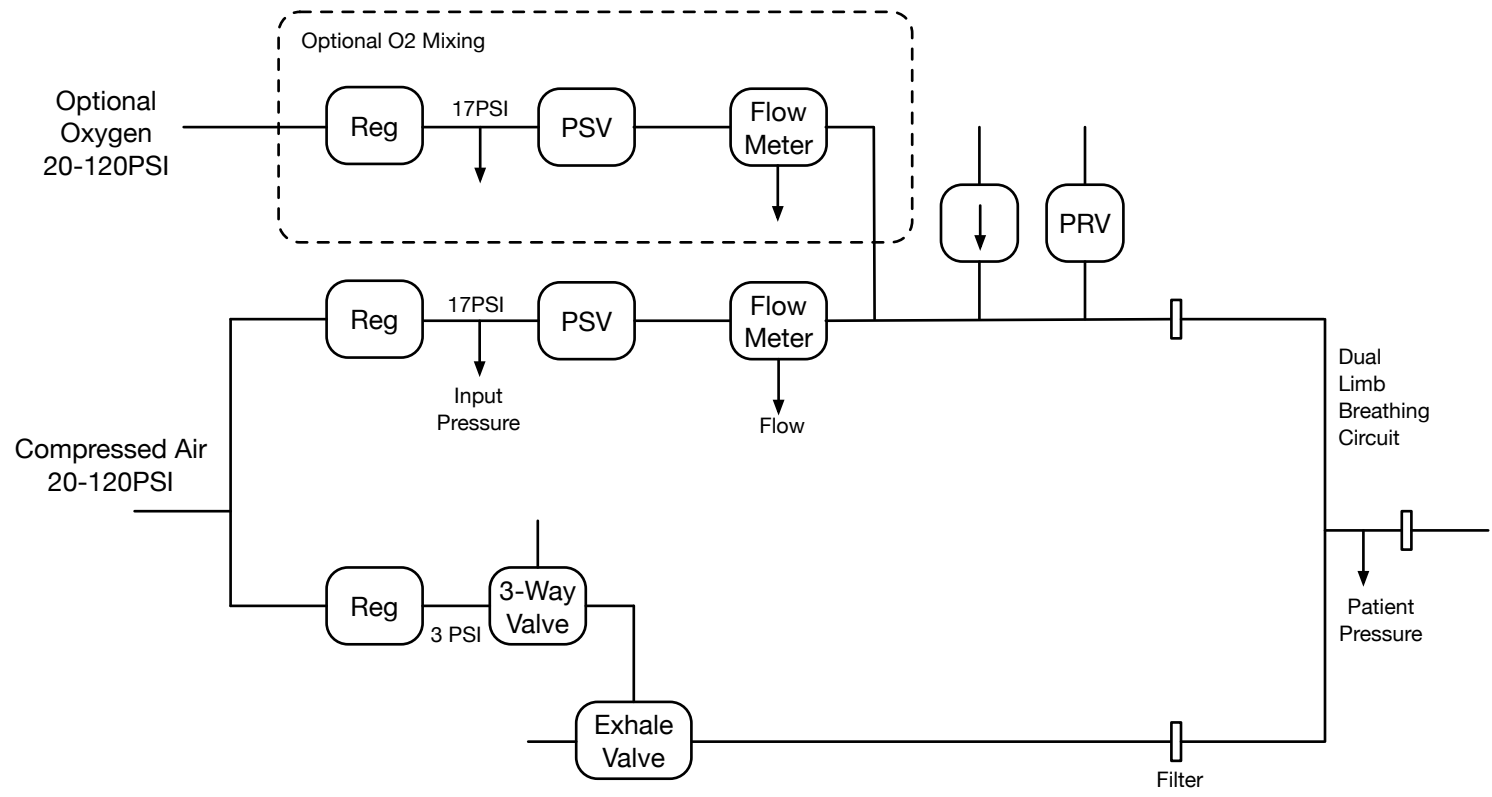 Optional O2 Mixing
Optional
Oxygen
20-120PSI
Reg
17PSI
PSV
Flow
Meter
PRV
Reg
17PSI
PSV
Flow
Meter
Input
Pressure
Flow
Dual
Limb
Breathing
Circuit
Compressed Air
20-120PSI
Reg
3 PSI
3-Way
Valve
Patient
Pressure
Exhale
Valve
Filter